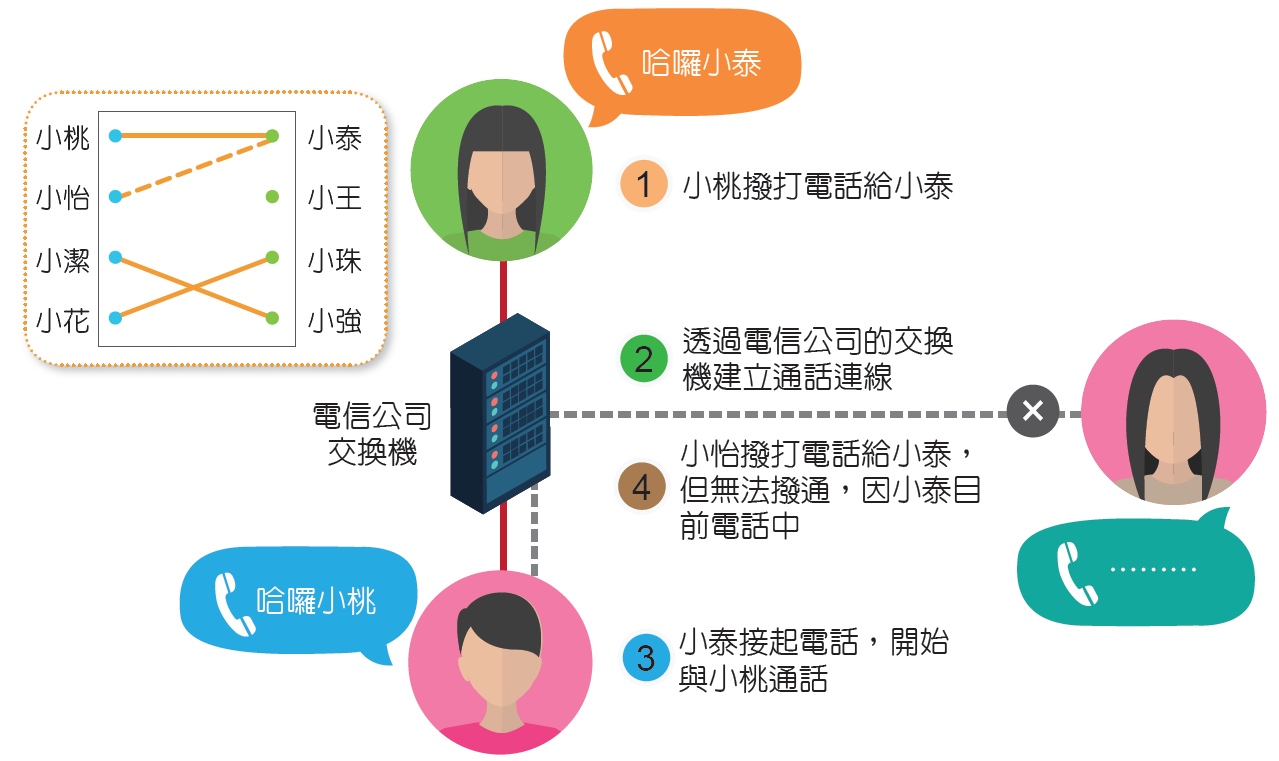 哈囉小泰
小桃
小泰
小怡
小王
小潔
小珠
小花
小強
1
小桃撥打電話給小泰
2
透過電信公司的交換
機建立通話連線
電信公司
交換機
4
小怡撥打電話給小泰，
但無法撥通，因小泰目
前電話中
·········
哈囉小桃
3
小泰接起電話，開始
與小桃通話